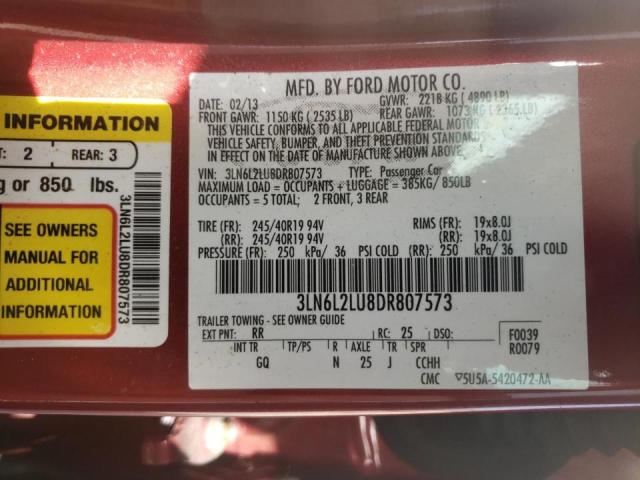 INFORMATION
T: 2 REAR: 3
g or 850 lbs.
SEE OWNERS
MANUAL FOR
ADDITIONAL
INFORMATION
3LN6L2LU8DR807573
MFD. BY FORD MOTOR CO.
DATE: 02/13 GVWR: 2218 KG ( 4890 LB)
FRONT GAWR: 1150 KG ( 2535 LB) REAR GAWR: 1073 KG ( 2365 LB)
THIS VEHICLE CONFORMS TO ALL APPLICABLE FEDERAL MOTOR
VEHICLE SAFETY, BUMPER, AND THEFT PREVENTION STANDARDS
IN EFFECT ON THE DATE OF MANUFACTURE SHOWN
VIN: 3LN6L2LU8DR807573 TYPE: Passenger Car
MAXIMUM LOAD = OCCUPANTS + LUGGAGE = 385KG/ 850LB
OCCUPANTS = 5 TOTAL; 2 FRONT, 3 REAR
TIRE (FR): 245/40R19 94V RIMS (FR): 19x8.0J
(RR): 245/40R19 94V (RR): 19x8.0J
PRESSURE (FR): 250 kPa/ 36 PSI COLD (RR): 250 kPa/ 36 PSI COLD
3LN6L2LU8DR807573
TRAILER TOWING - SEE OWNER GUIDE
EXT PNT: RR RC: 25 DSO: F0039
INT TR TP/PS R AXLE TR SPR R0079
GQ N 25 J CCHH
CMC ▽5U5A-5420472-AA